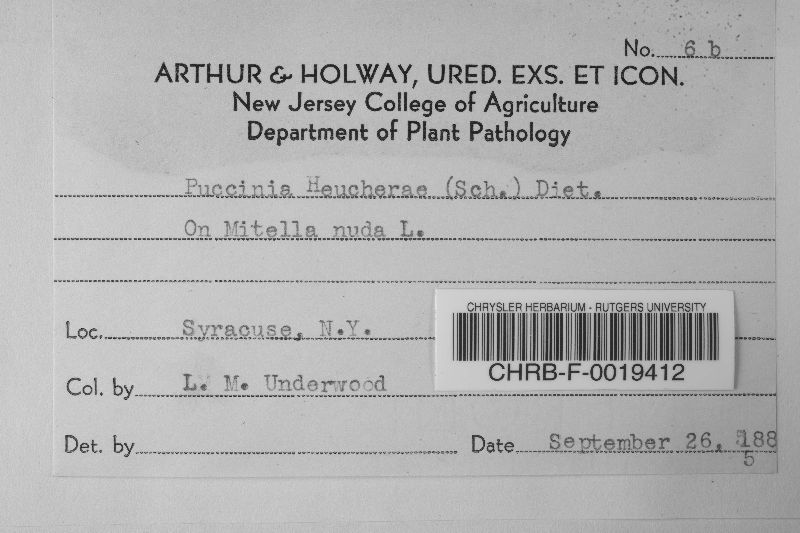 No. 6 b
ARTHUR & HOLWAY, URED. EXS. ET ICON.
New Jersey College of Agriculture
Department of Plant Pathology
Puccinia Heucherae (Sch.) Diet.
On Mitella nuda L.
CHRYSLER HERBARIUM - RUTGERS UNIVERSITY
Loc. Syracuse, N.Y.
CHRB-F-0019412
Col. by L. M. Underwood
Det. by
Date September 26, 188
5